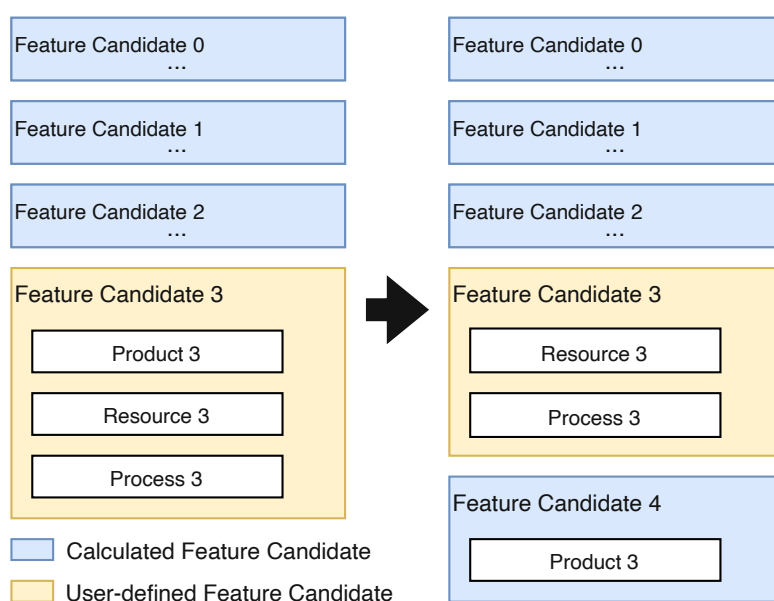 Feature Candidate 0
...
Feature Candidate 1
...
Feature Candidate 2
...
Feature Candidate 3
Product 3
Resource 3
Process 3
Calculated Feature Candidate
User-defined Feature Candidate
Feature Candidate 0
...
Feature Candidate 1
...
Feature Candidate 2
...
Feature Candidate 3
Resource 3
Process 3
Feature Candidate 4
Product 3